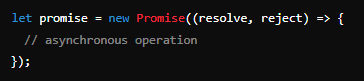 let promise = new Promise((resolve, reject) => {
  // asynchronous operation
});